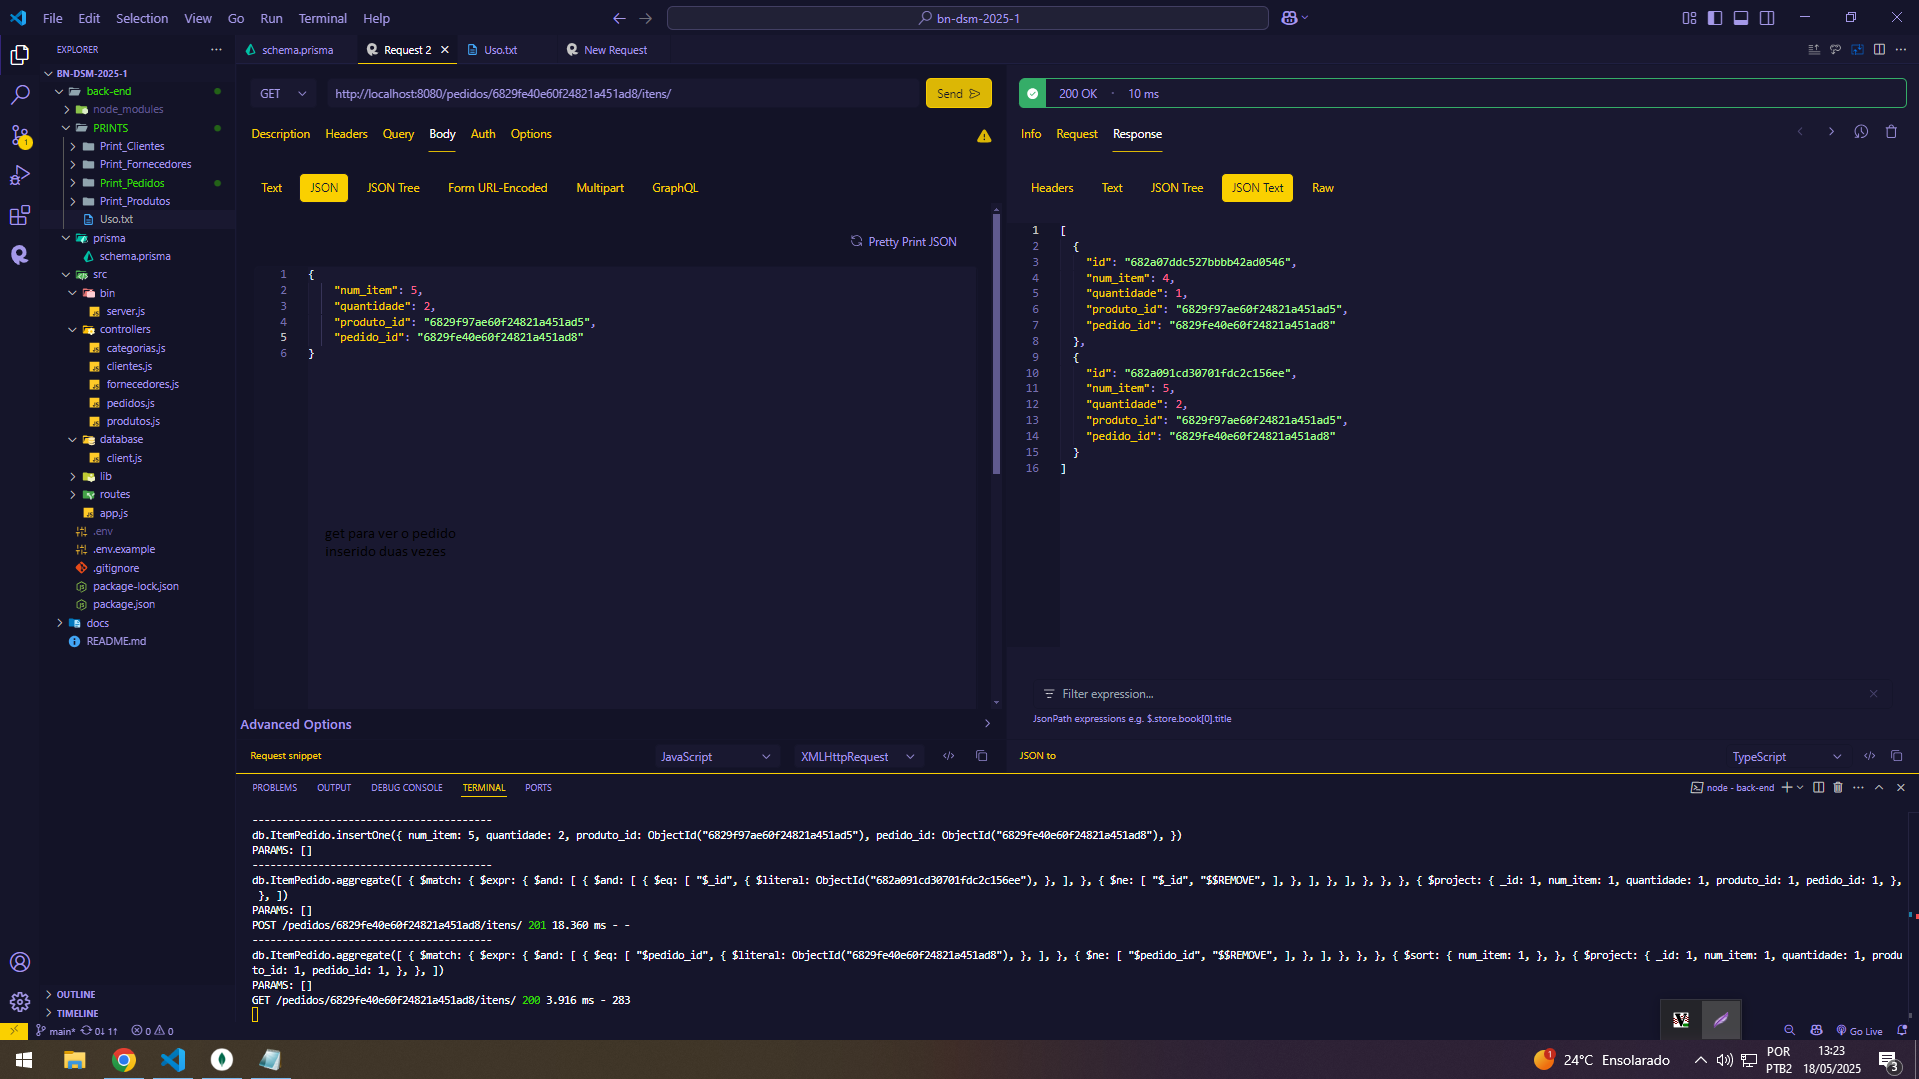 File Edit Selection View Go Run Terminal Help
bn-dsm-2025-1
EXPLORER
BN-DSM-2025-1
back-end
node_modules
PRINTS
Print_Clientes
Print_Fornecedores
Print_Pedidos
Print_Produtos
Uso.txt
prisma
schema.prisma
src
bin
server.js
controllers
categorias.js
clientes.js
fornecedores.js
pedidos.js
produtos.js
database
client.js
lib
routes
app.js
.env
.env.example
.gitignore
package-lock.json
package.json
docs
README.md
OUTLINE
TIMELINE
schema.prisma Request 2 Uso.txt New Request
GET http://localhost:8080/pedidos/6829fe40e60f24821a451ad8/itens/ Send
Description Headers Query Body Auth Options
Text JSON JSON Tree Form URL-Encoded Multipart GraphQL
Pretty Print JSON
1 {
2 "num_item": 5,
3 "quantidade": 2,
4 "produto_id": "6829f97ae60f24821a451ad5",
5 "pedido_id": "6829fe40e60f24821a451ad8"
6 }
get para ver o pedido
inserido duas vezes
Advanced Options
Request snippet JavaScript XMLHttpRequest
200 OK · 10 ms
Info Request Response
Headers Text JSON Tree JSON Text Raw
1 [
2 {
3 "id": "682a07ddc527bbbb42ad0546",
4 "num_item": 4,
5 "quantidade": 1,
6 "produto_id": "6829f97ae60f24821a451ad5",
7 "pedido_id": "6829fe40e60f24821a451ad8"
8 },
9 {
10 "id": "682a091cd30701fdc2c156ee",
11 "num_item": 5,
12 "quantidade": 2,
13 "produto_id": "6829f97ae60f24821a451ad5",
14 "pedido_id": "6829fe40e60f24821a451ad8"
15 }
16 ]
Filter expression...
JsonPath expressions e.g. $.store.book[0].title
JSON to TypeScript
PROBLEMS OUTPUT DEBUG CONSOLE TERMINAL PORTS
node - back-end
----------------------------------------
db.ItemPedido.insertOne({ num_item: 5, quantidade: 2, produto_id: ObjectId("6829f97ae60f24821a451ad5"), pedido_id: ObjectId("6829fe40e60f24821a451ad8"), })
PARAMS: []
----------------------------------------
db.ItemPedido.aggregate([ { $match: { $expr: { $and: [ { $and: [ { $eq: [ "$_id", { $literal: ObjectId("682a091cd30701fdc2c156ee"), }, ], }, { $ne: [ "$_id", "$$REMOVE", ], }, ], }, ], }, }, }, { $project: { _id: 1, num_item: 1, quantidade: 1, produto_id: 1, pedido_id: 1, },
}, ])
PARAMS: []
POST /pedidos/6829fe40e60f24821a451ad8/itens/ 201 18.360 ms - -
----------------------------------------
db.ItemPedido.aggregate([ { $match: { $expr: { $and: [ { $eq: [ "$pedido_id", { $literal: ObjectId("6829fe40e60f24821a451ad8"), }, ], }, { $ne: [ "$pedido_id", "$$REMOVE", ], }, ], }, }, }, { $sort: { num_item: 1, }, }, { $project: { _id: 1, num_item: 1, quantidade: 1, produ
to_id: 1, pedido_id: 1, }, }, ])
PARAMS: []
GET /pedidos/6829fe40e60f24821a451ad8/itens/ 200 3.916 ms - 283
main* 0↓ 1↑ 0 0 Go Live
1 24°C Ensolarado
POR
PTB2
13:23
18/05/2025
3